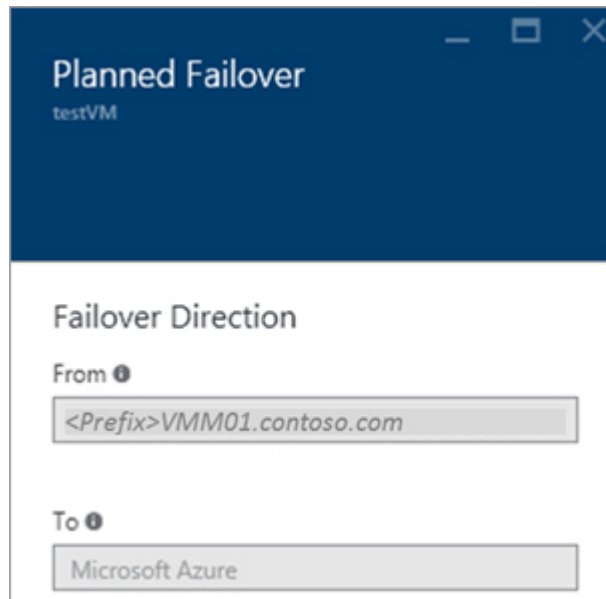 Planned Failover
testVM
Failover Direction
From
<Prefix>VMM01.contoso.com
To
Microsoft Azure